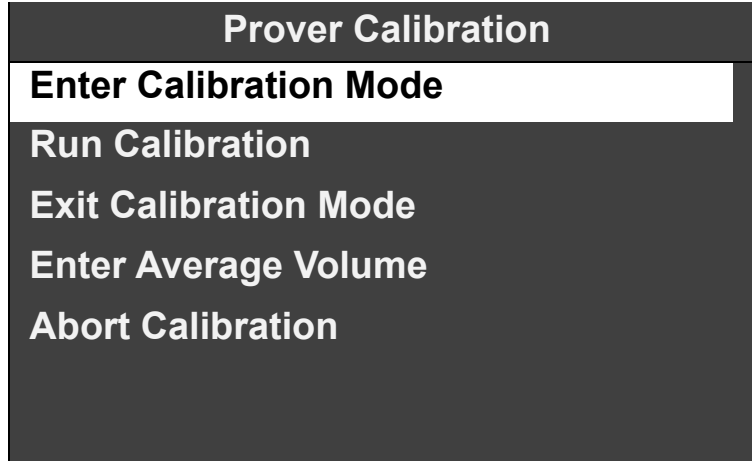 Prover Calibration
Enter Calibration Mode
Run Calibration
Exit Calibration Mode
Enter Average Volume
Abort Calibration